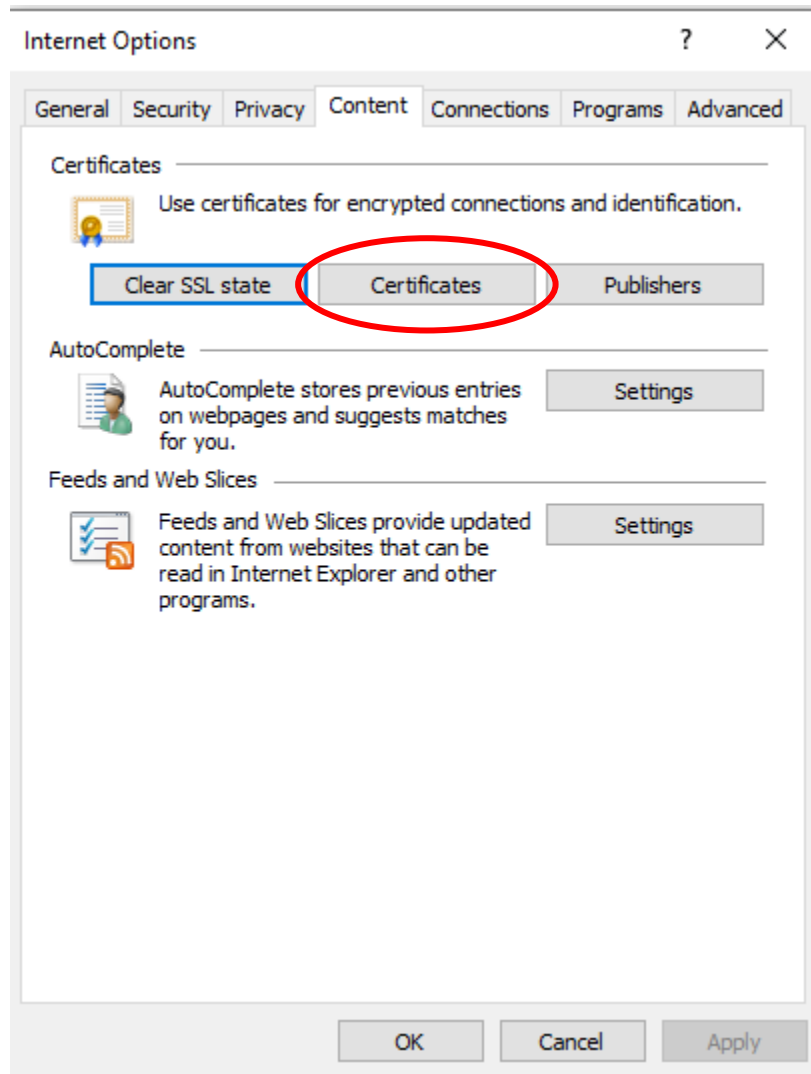 Internet Options ?
General Security Privacy Content Connections Programs Advanced
Certificates
Use certificates for encrypted connections and identification.
Clear SSL state Certificates Publishers
AutoComplete
AutoComplete stores previous entries
on webpages and suggests matches
for you.
Settings
Feeds and Web Slices
Feeds and Web Slices provide updated
content from websites that can be
read in Internet Explorer and other
programs.
Settings
OK Cancel Apply